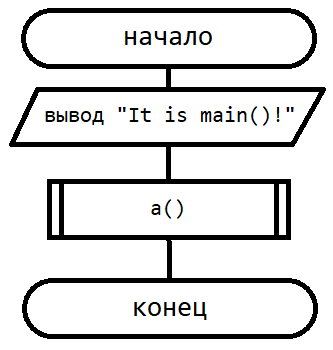 начало
вывод "It is main()!"
a()
конец